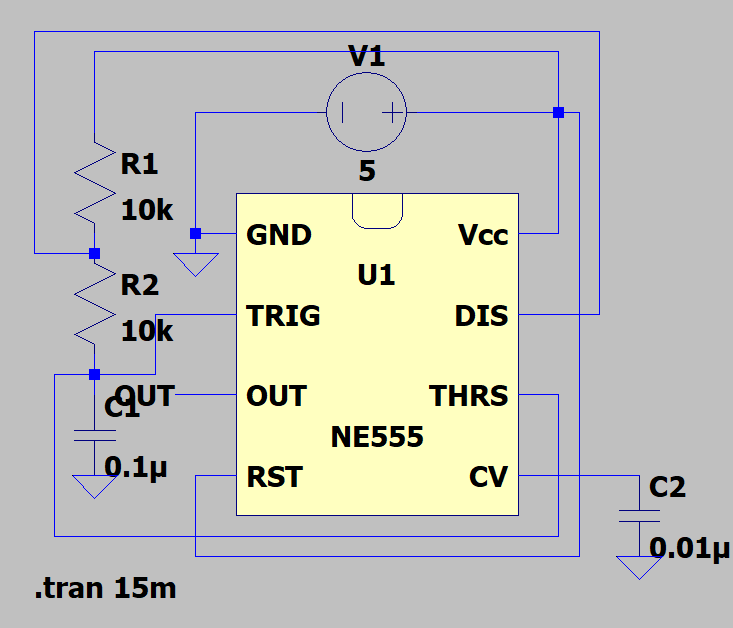 V1
5
R1
10k
GND
Vcc
U1
R2
10k
TRIG
DIS
OUT
C1
OUT
THRS
NE555
0.1µ
RST
CV
C2
0.01µ
.tran 15m